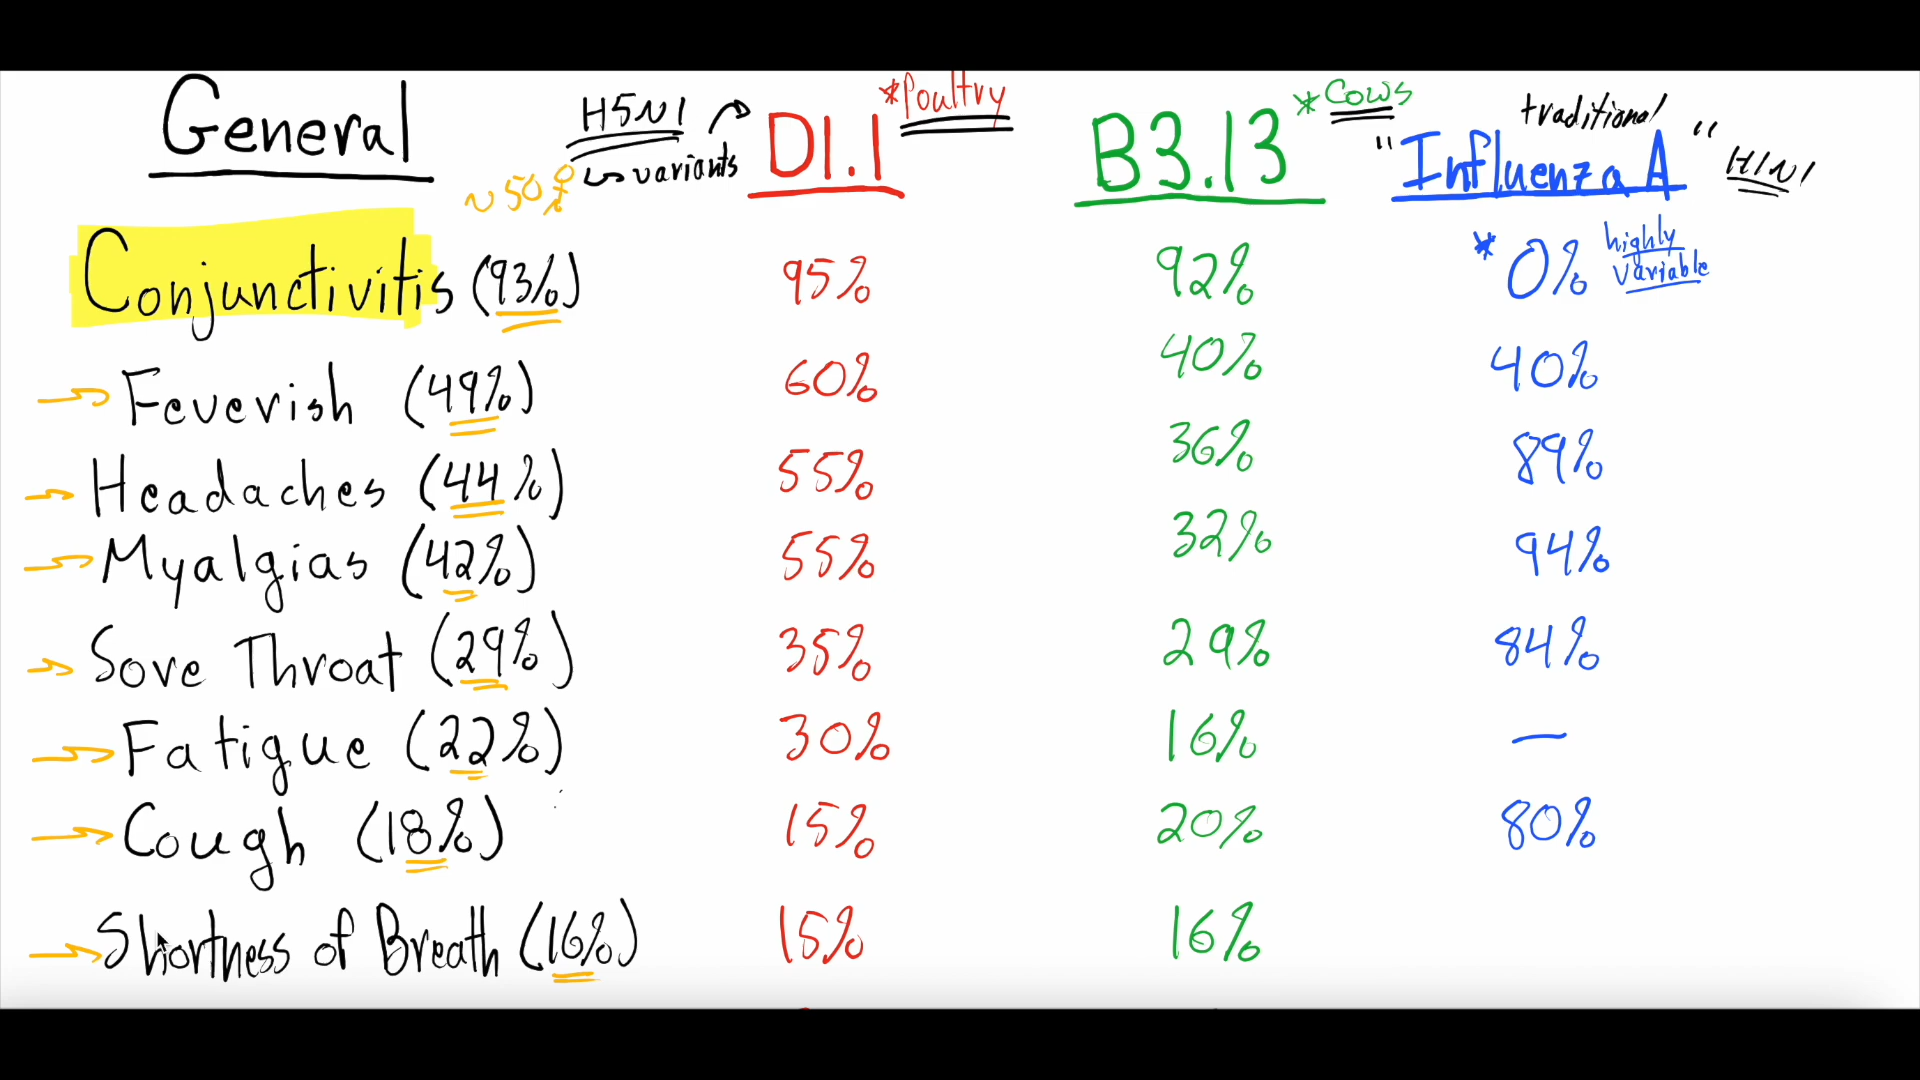 General
H5N1
↳ variants
~50
D1.1
*Poultry
B3.13
*Cows
traditional
"Influenza A"
H1N1
Conjunctivitis (93%) 95% 92% *0% highly variable
Feverish (49%) 60% 40% 40%
Headaches (44%) 55% 36% 89%
Myalgias (42%) 55% 32% 94%
Sore Throat (29%) 35% 29% 84%
Fatigue (22%) 30% 16% —
Cough (18%) 15% 20% 80%
Shortness of Breath (16%) 15% 16%